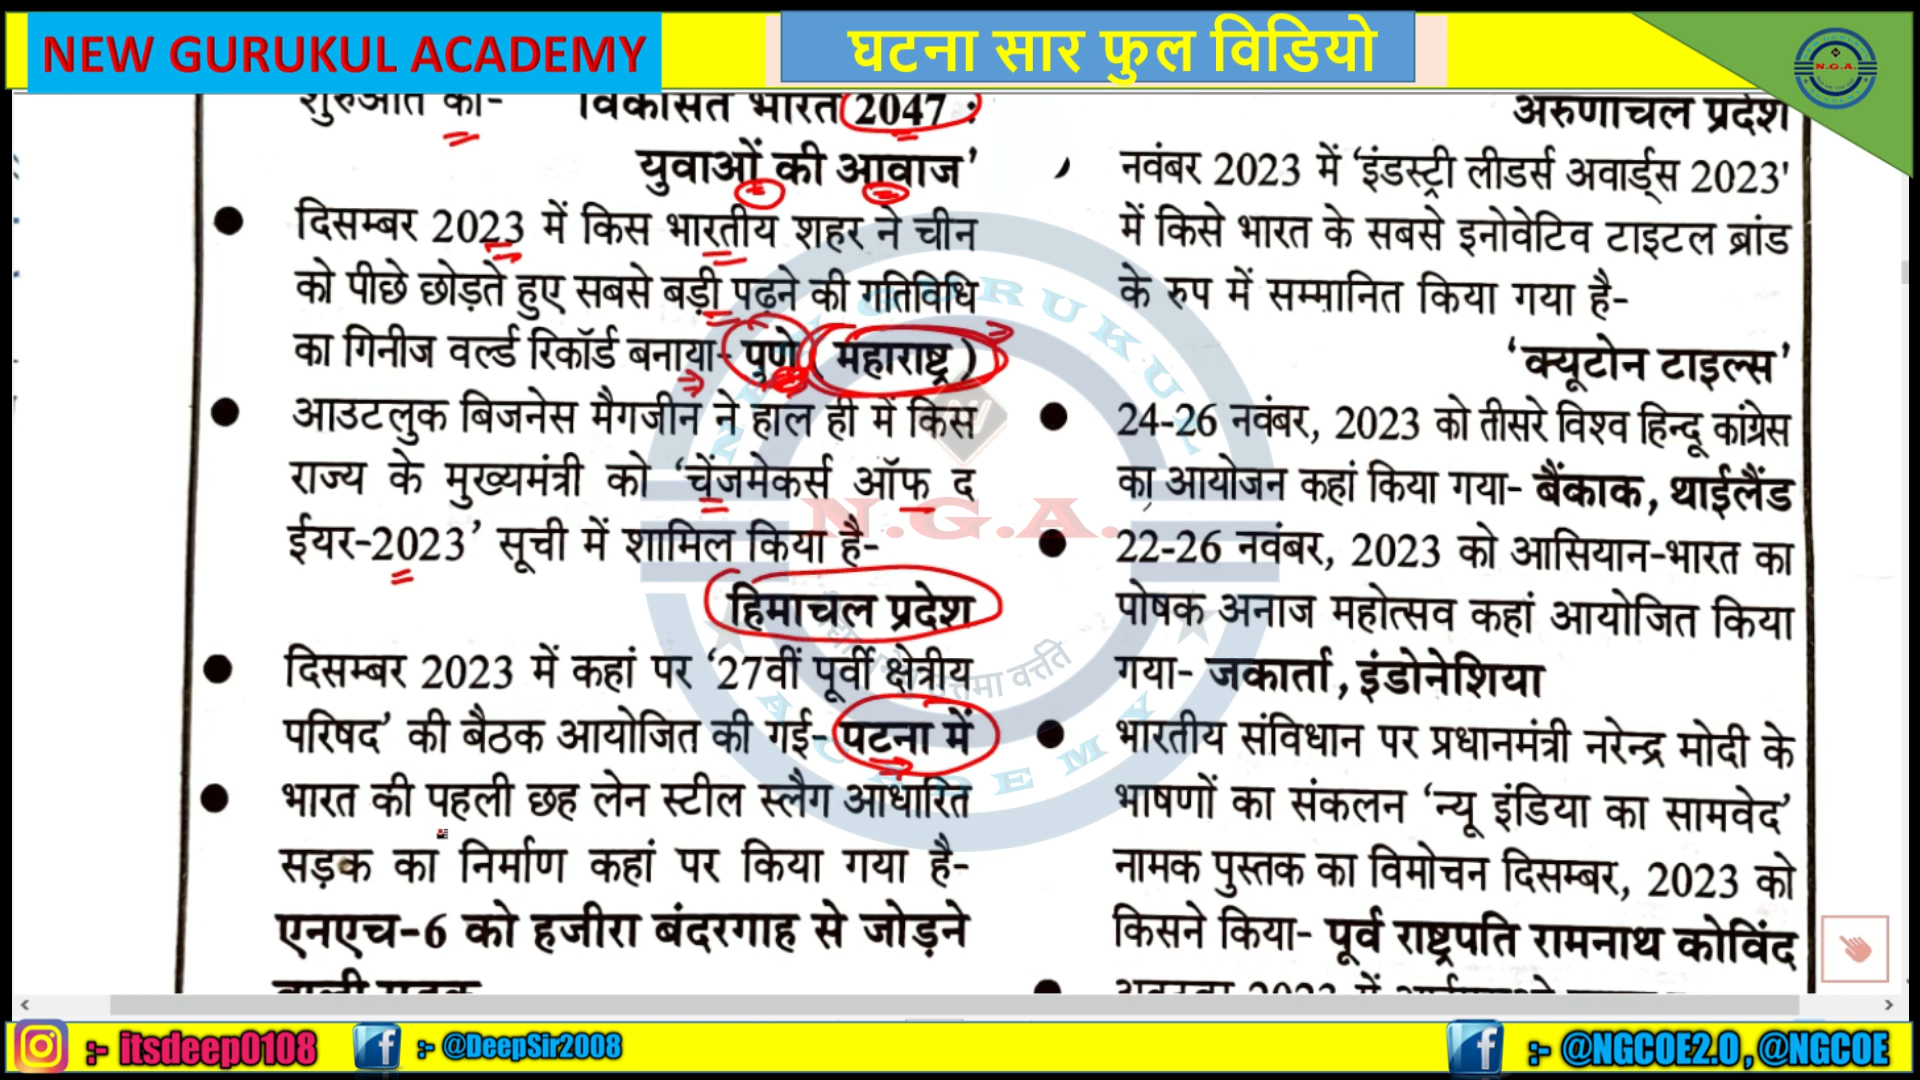 NEW GURUKUL ACADEMY
घटना सार फुल विडियो
N.G.A.
शुरुआत की- विकसित भारत 2047 :
युवाओं की आवाज’
● दिसम्बर 2023 में किस भारतीय शहर ने चीन
को पीछे छोड़ते हुए सबसे बड़ी पढ़ने की गतिविधि
का गिनीज वर्ल्ड रिकॉर्ड बनाया- पुणे ( महाराष्ट्र )
● आउटलुक बिजनेस मैगजीन ने हाल ही में किस
राज्य के मुख्यमंत्री को ‘चेंजमेकर्स ऑफ द
ईयर-2023’ सूची में शामिल किया है-
हिमाचल प्रदेश
● दिसम्बर 2023 में कहां पर ‘27वीं पूर्वी क्षेत्रीय
परिषद’ की बैठक आयोजित की गई- पटना में
● भारत की पहली छह लेन स्टील स्लैग आधारित
सड़क का निर्माण कहां पर किया गया है-
एनएच-6 को हजीरा बंदरगाह से जोड़ने
वाली सड़क
अरुणाचल प्रदेश
नवंबर 2023 में ‘इंडस्ट्री लीडर्स अवार्ड्स 2023'
में किसे भारत के सबसे इनोवेटिव टाइटल ब्रांड
के रुप में सम्मानित किया गया है-
‘क्यूटोन टाइल्स’
● 24-26 नवंबर, 2023 को तीसरे विश्व हिन्दू कांग्रेस
का आयोजन कहां किया गया- बैंकाक, थाईलैंड
● 22-26 नवंबर, 2023 को आसियान-भारत का
पोषक अनाज महोत्सव कहां आयोजित किया
गया- जकार्ता, इंडोनेशिया
● भारतीय संविधान पर प्रधानमंत्री नरेन्द्र मोदी के
भाषणों का संकलन ‘न्यू इंडिया का सामवेद’
नामक पुस्तक का विमोचन दिसम्बर, 2023 को
किसने किया- पूर्व राष्ट्रपति रामनाथ कोविंद
NEW GURUKUL
N.G.A.
ACADEMY
:- itsdeep0108
:- @DeepSir2008
:- @NGCOE2.0 , @NGCOE